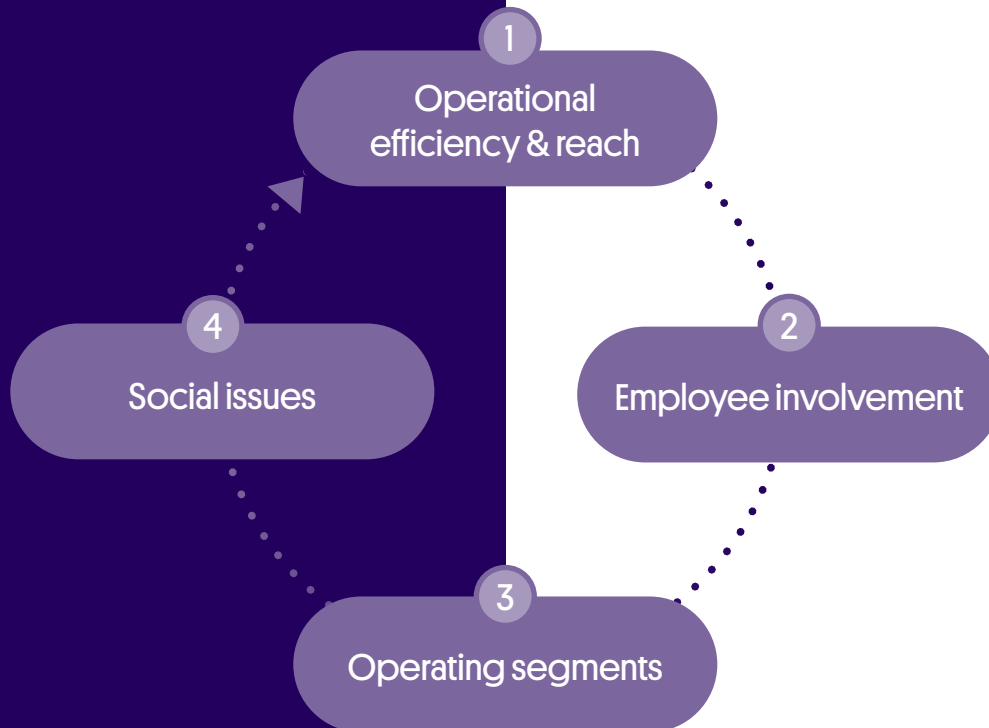 1
Operational
efficiency & reach
2
Employee involvement
3
Operating segments
4
Social issues